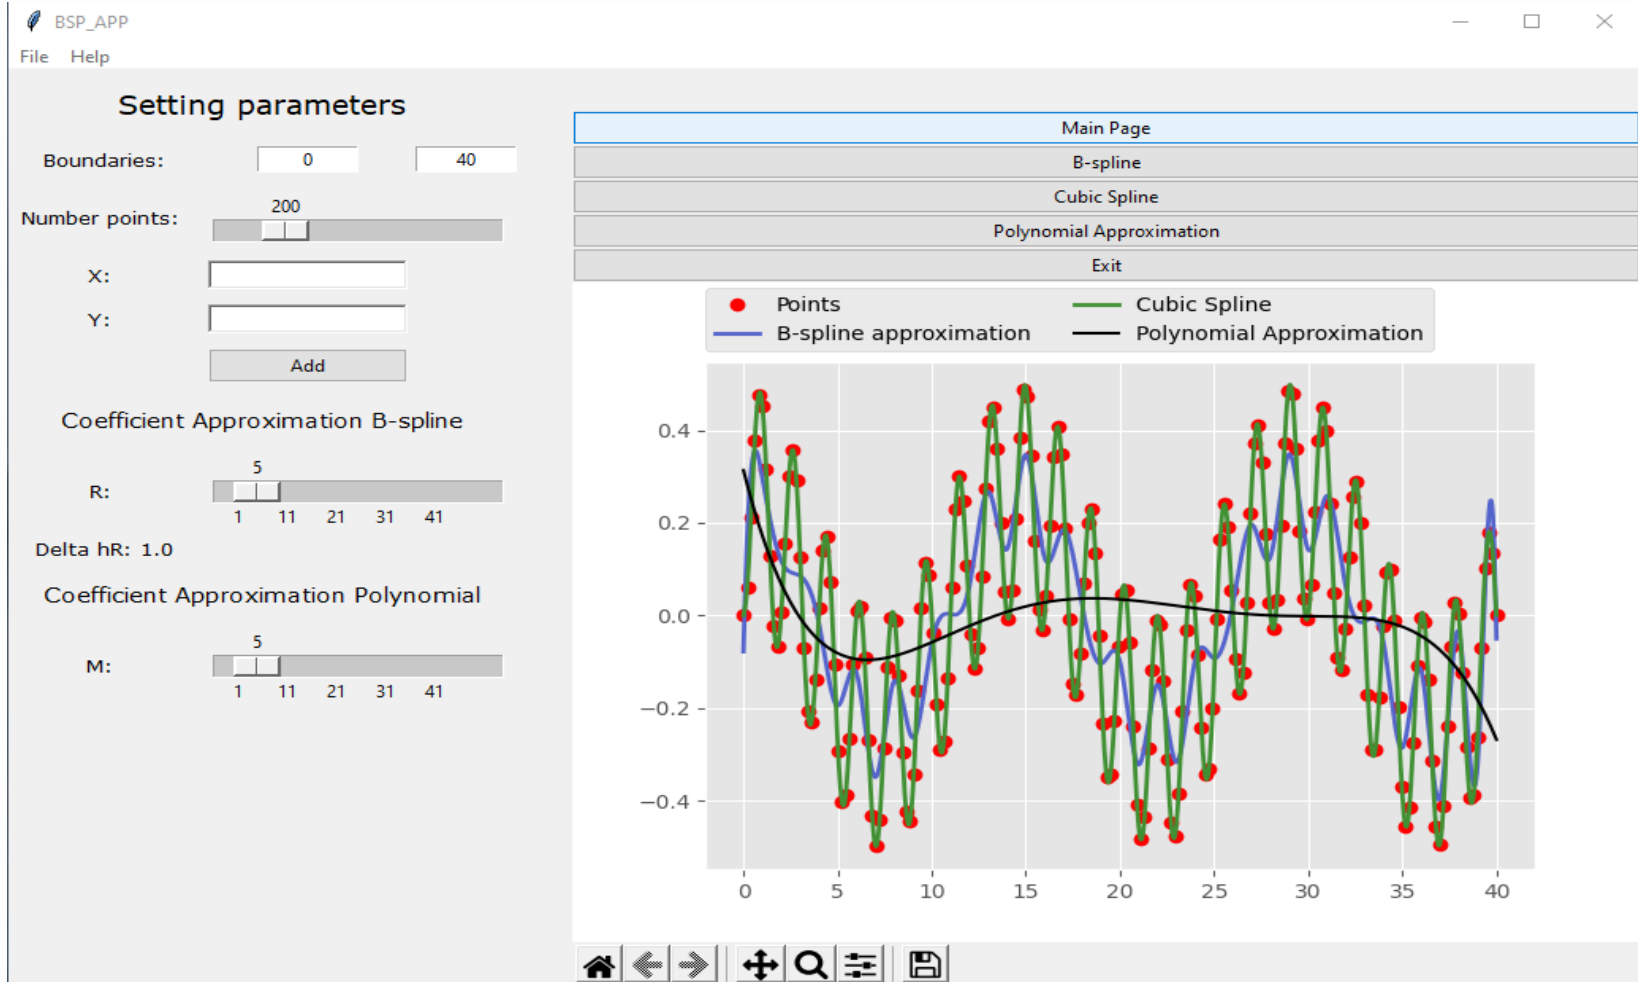 BSP_APP
File Help
Setting parameters
Boundaries: 0 40
Number points: 200
X:
Y:
Add
Coefficient Approximation B-spline
5
R:
1 11 21 31 41
Delta hR: 1.0
Coefficient Approximation Polynomial
5
M:
1 11 21 31 41
Main Page
B-spline
Cubic Spline
Polynomial Approximation
Exit
Points Cubic Spline
B-spline approximation Polynomial Approximation
0.4
0.2
0.0
−0.2
−0.4
0 5 10 15 20 25 30 35 40